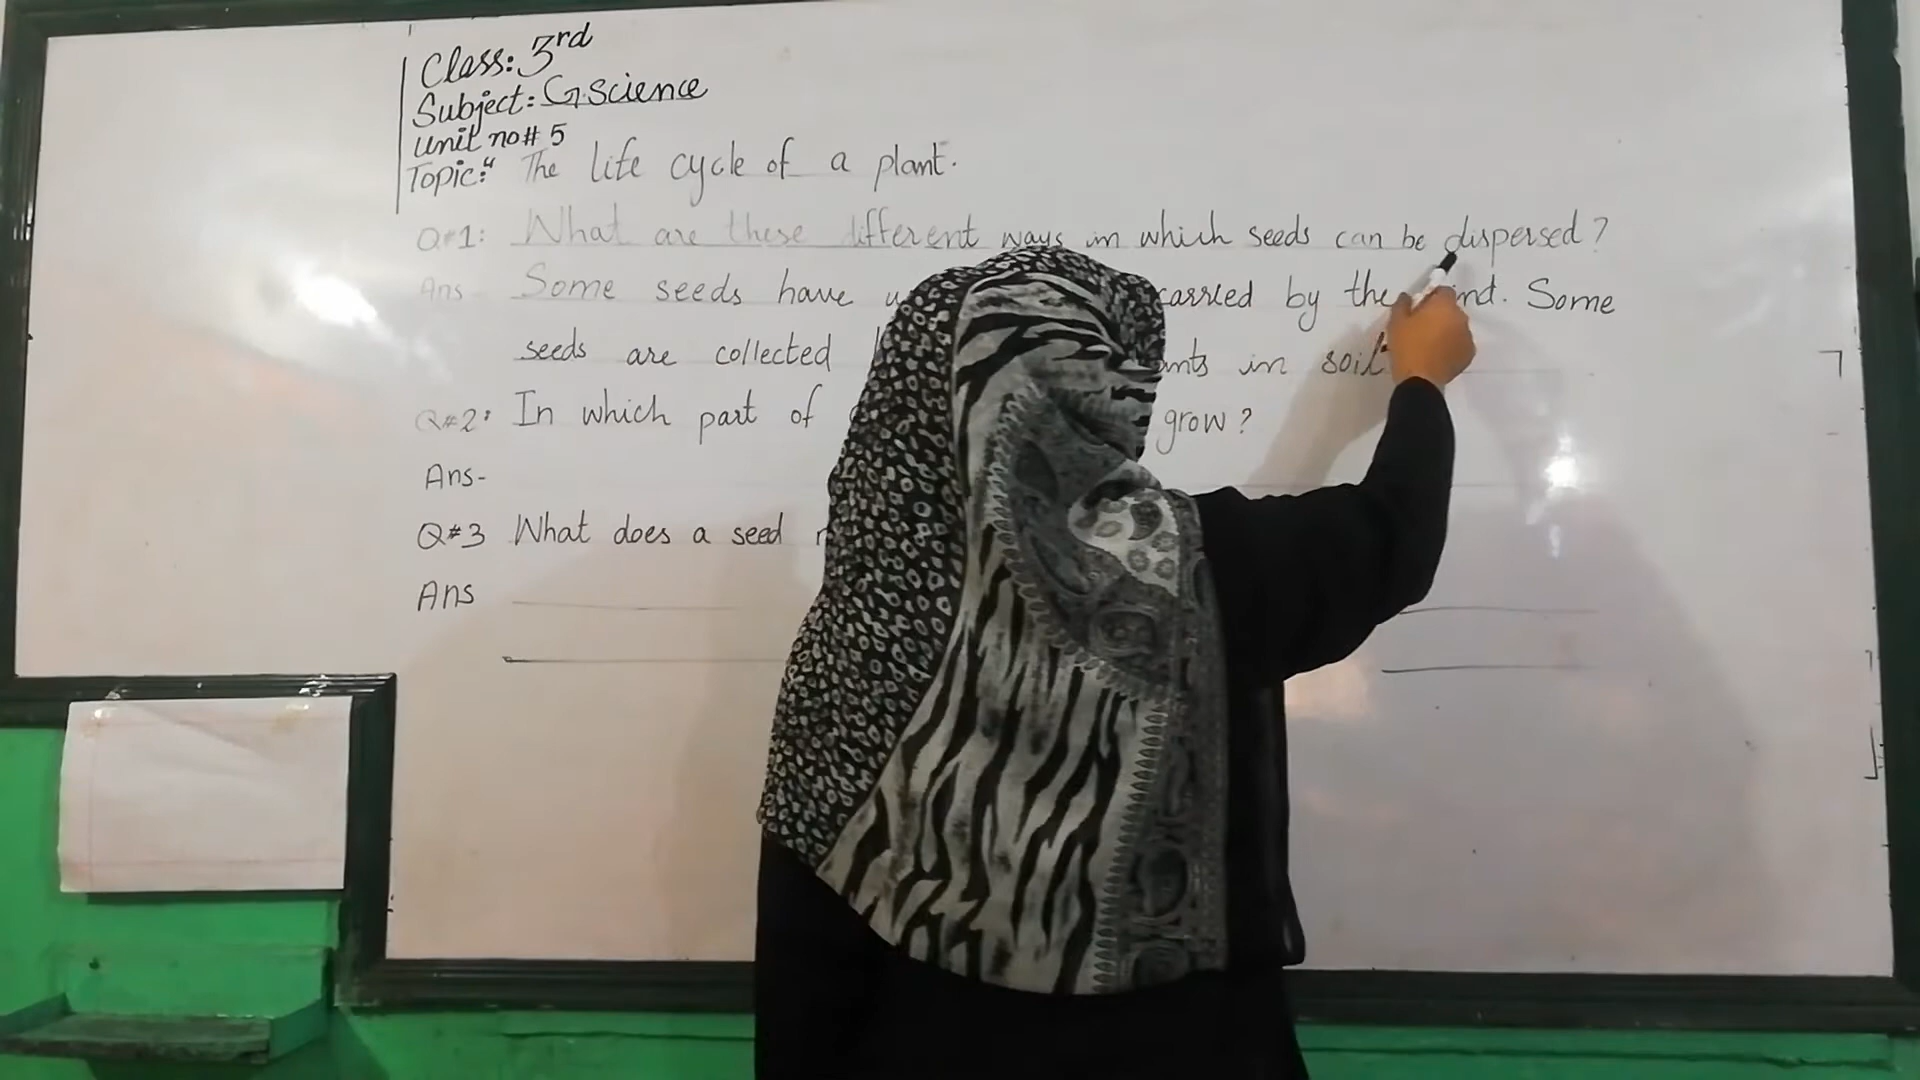 Class: 3rd
Subject: G.science
Unit no# 5
Topic:" The life cycle of a plant.
Q#1: What are these different ways in which seeds can be dispersed?
Ans- Some seeds have carried by the Some
seeds are collected in soil
Q#2: In which part of grow?
Ans-
Q#3 What does a seed
Ans